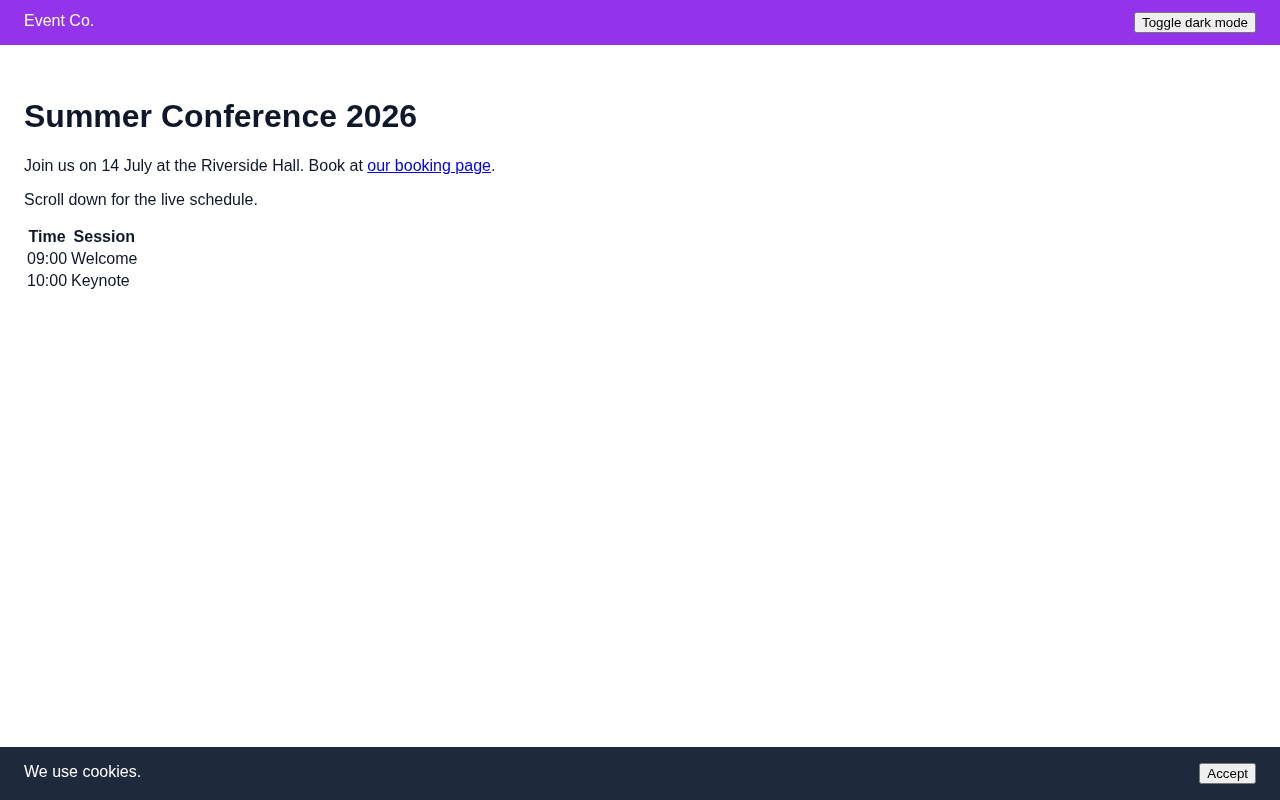 Event Co.
Toggle dark mode
Summer Conference 2026
Join us on 14 July at the Riverside Hall. Book at our booking page.
Scroll down for the live schedule.
Time Session
09:00 Welcome
10:00 Keynote
We use cookies.
Accept